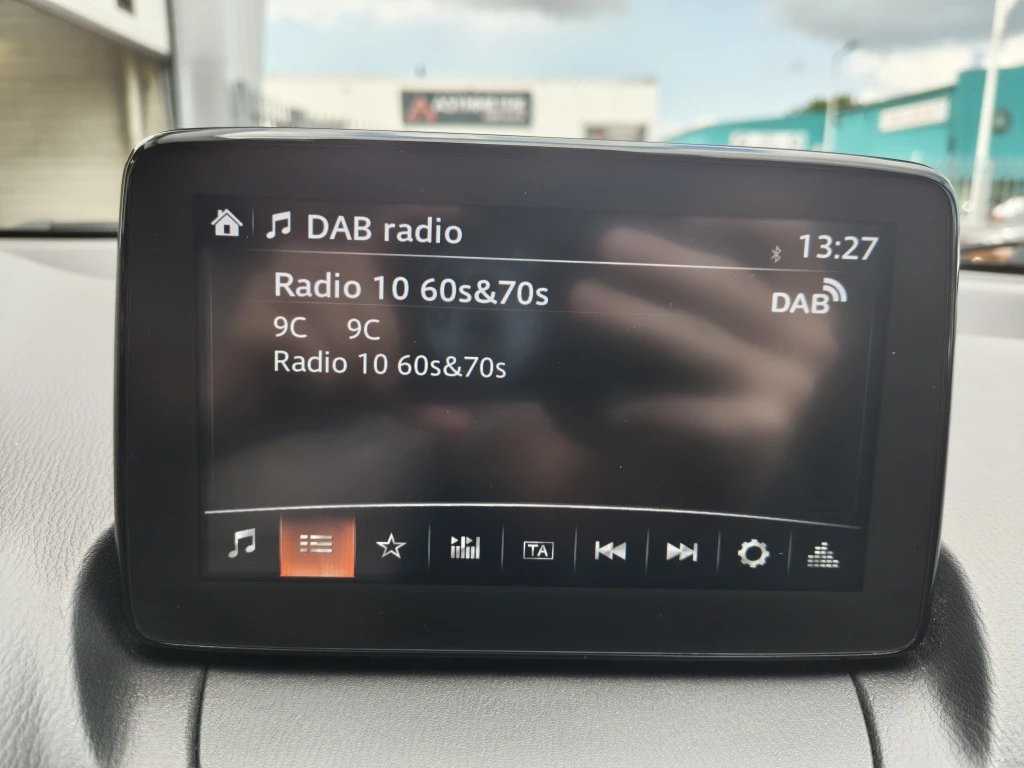 DAB radio
13:27
Radio 10 60s&70s
DAB
9C 9C
Radio 10 60s&70s
TA